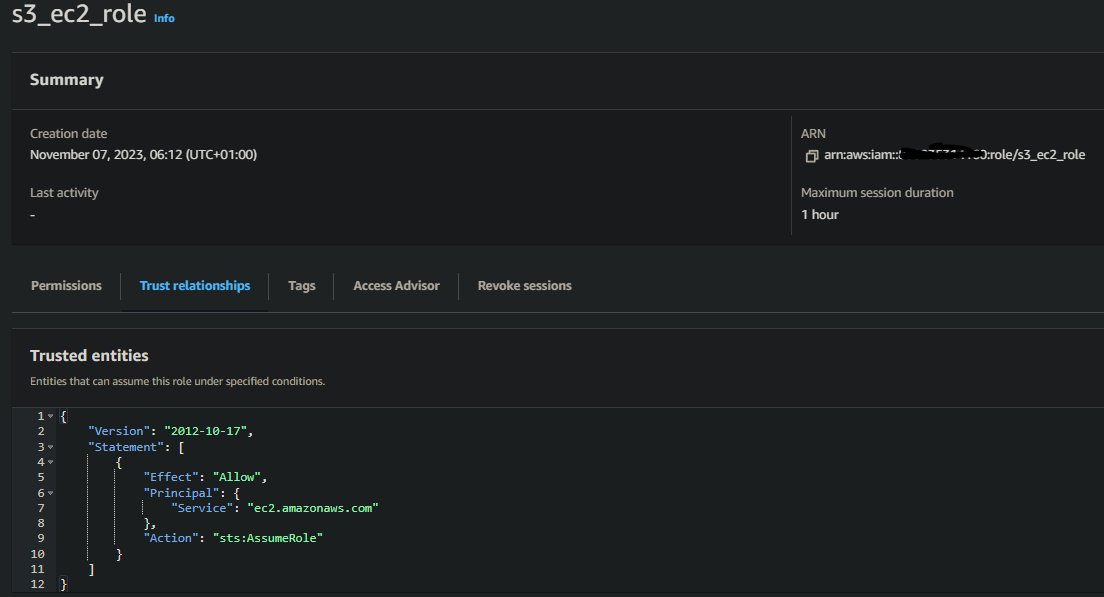 s3_ec2_role Info
Summary
Creation date
November 07, 2023, 06:12 (UTC+01:00)
Last activity
-
ARN
arn:aws:iam:: :role/s3_ec2_role
Maximum session duration
1 hour
Permissions
Trust relationships
Tags
Access Advisor
Revoke sessions
Trusted entities
Entities that can assume this role under specified conditions.
1 {
2 "Version": "2012-10-17",
3 "Statement": [
4 {
5 "Effect": "Allow",
6 "Principal": {
7 "Service": "ec2.amazonaws.com"
8 },
9 "Action": "sts:AssumeRole"
10 }
11 ]
12 }